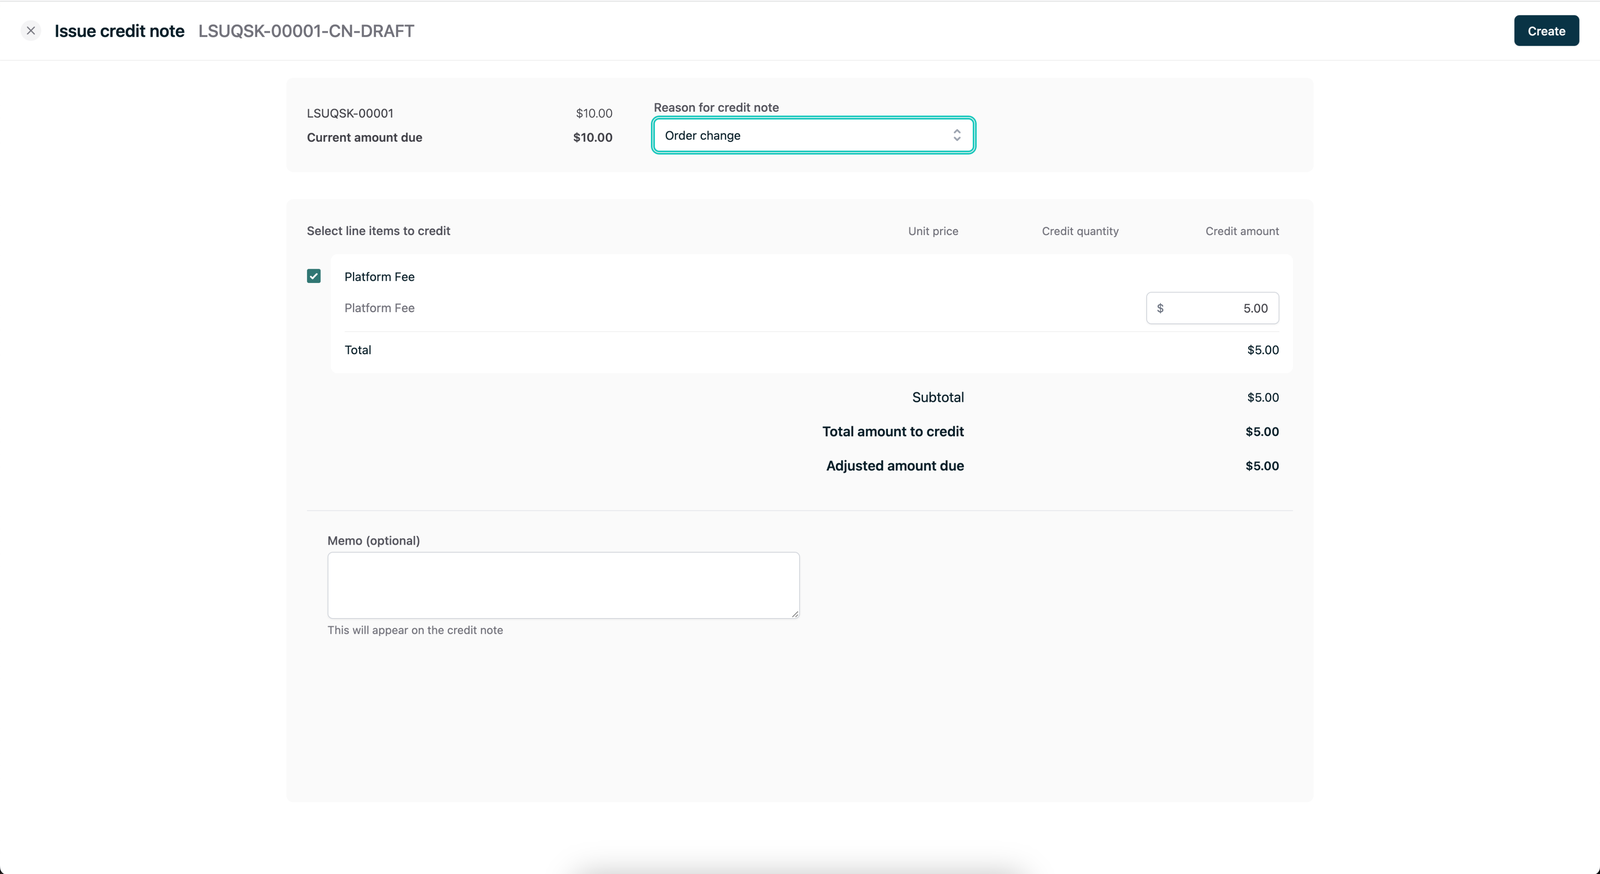 Issue credit note LSUQSK-00001-CN-DRAFT Create
LSUQSK-00001 $10.00
Current amount due $10.00
Reason for credit note
Order change
Select line items to credit Unit price Credit quantity Credit amount
Platform Fee
Platform Fee $ 5.00
Total $5.00
Subtotal $5.00
Total amount to credit $5.00
Adjusted amount due $5.00
Memo (optional)
This will appear on the credit note